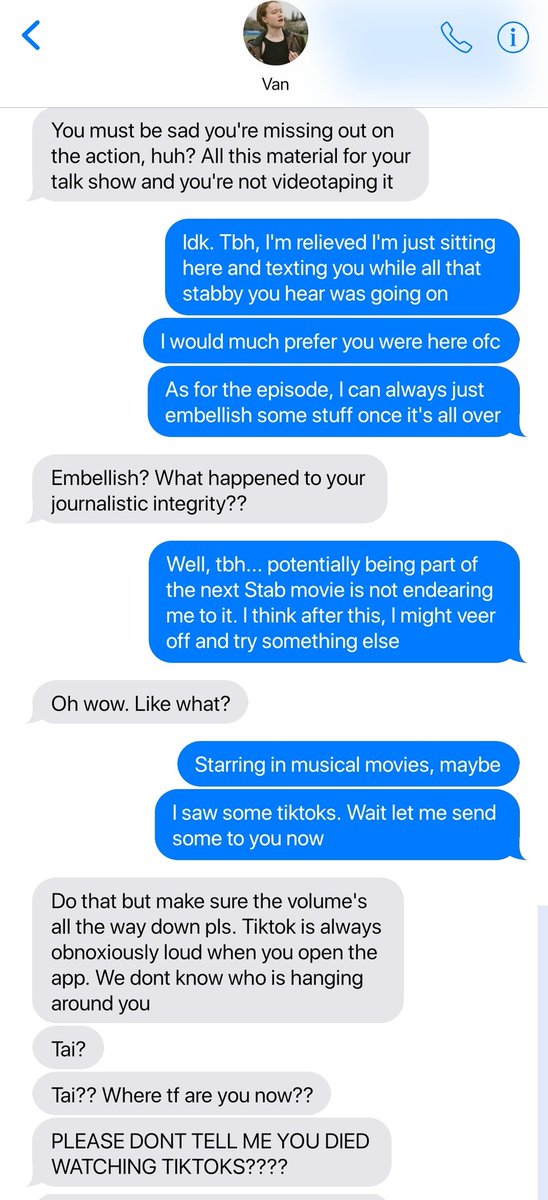 Van
You must be sad you're missing out on
the action, huh? All this material for your
talk show and you're not videotaping it
Idk. Tbh, I'm relieved I'm just sitting
here and texting you while all that
stabby you hear was going on
I would much prefer you were here ofc
As for the episode, I can always just
embellish some stuff once it's all over
Embellish? What happened to your
journalistic integrity??
Well, tbh... potentially being part of
the next Stab movie is not endearing
me to it. I think after this, I might veer
off and try something else
Oh wow. Like what?
Starring in musical movies, maybe
I saw some tiktoks. Wait let me send
some to you now
Do that but make sure the volume's
all the way down pls. Tiktok is always
obnoxiously loud when you open the
app. We dont know who is hanging
around you
Tai?
Tai?? Where tf are you now??
PLEASE DONT TELL ME YOU DIED
WATCHING TIKTOKS????